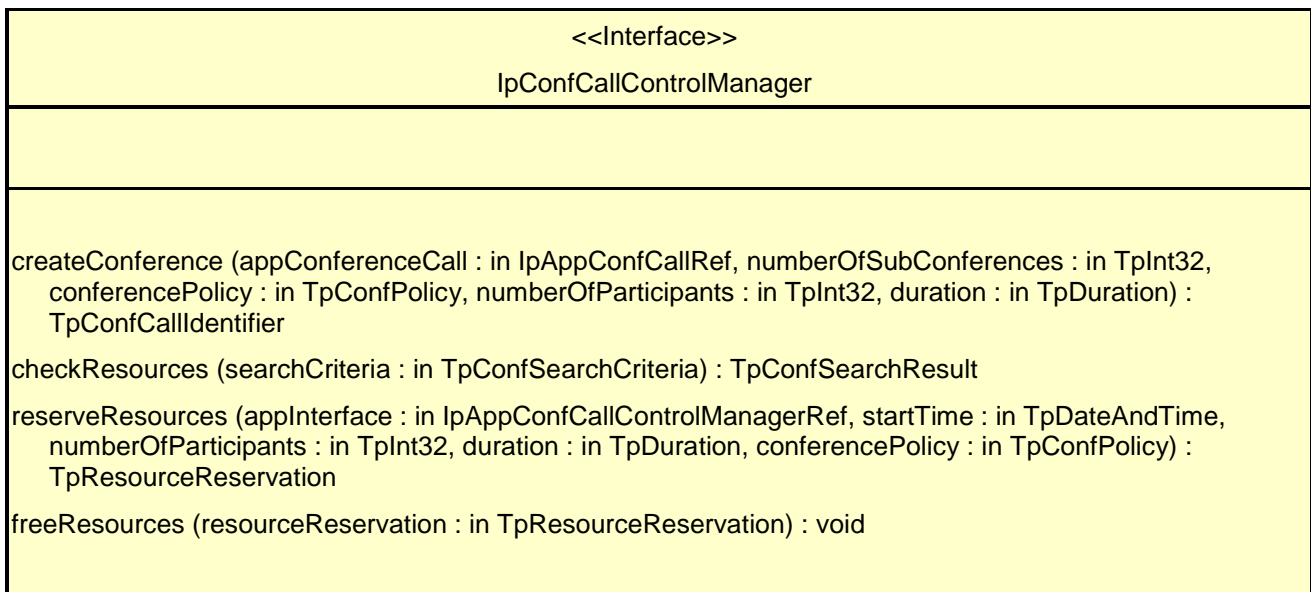 <<Interface>>
IpConfCallControlManager
createConference (appConferenceCall : in IpAppConfCallRef, numberOfSubConferences : in TpInt32,
conferencePolicy : in TpConfPolicy, numberOfParticipants : in TpInt32, duration : in TpDuration) :
TpConfCallIdentifier
checkResources (searchCriteria : in TpConfSearchCriteria) : TpConfSearchResult
reserveResources (appInterface : in IpAppConfCallControlManagerRef, startTime : in TpDateAndTime,
numberOfParticipants : in TpInt32, duration : in TpDuration, conferencePolicy : in TpConfPolicy) :
TpResourceReservation
freeResources (resourceReservation : in TpResourceReservation) : void